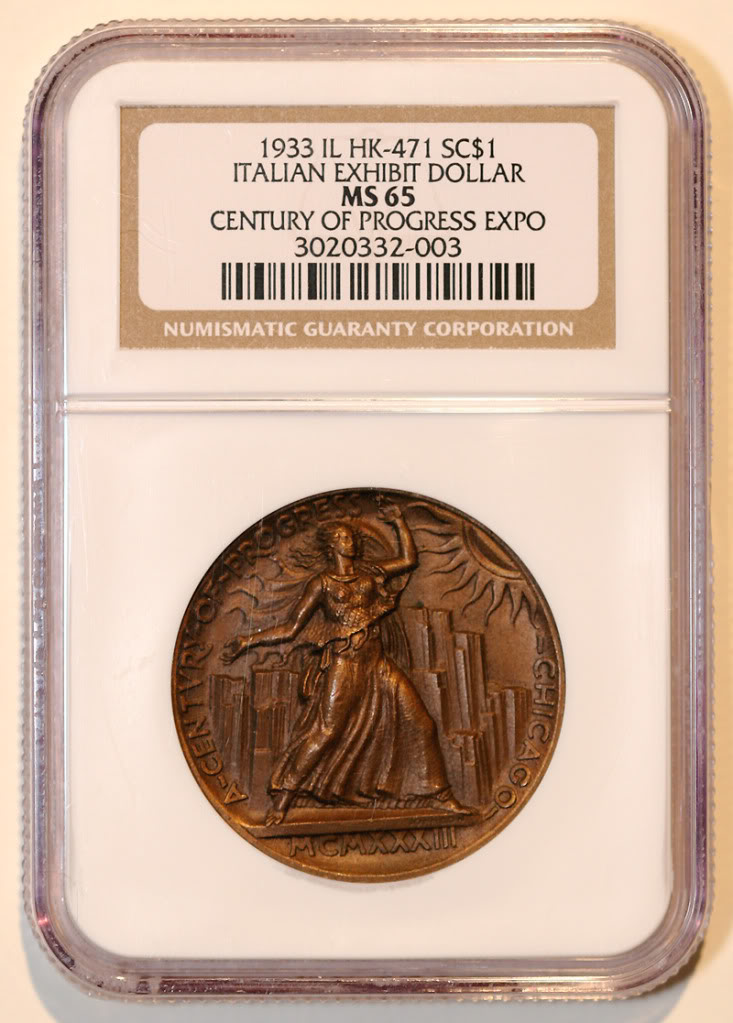 1933 IL HK-471 SC$1
ITALIAN EXHIBIT DOLLAR
MS 65
CENTURY OF PROGRESS EXPO
3020332-003
NUMISMATIC GUARANTY CORPORATION
A-CENTVRY-OF-PROGRESS
-CHICAGO-
MCMXXXIII